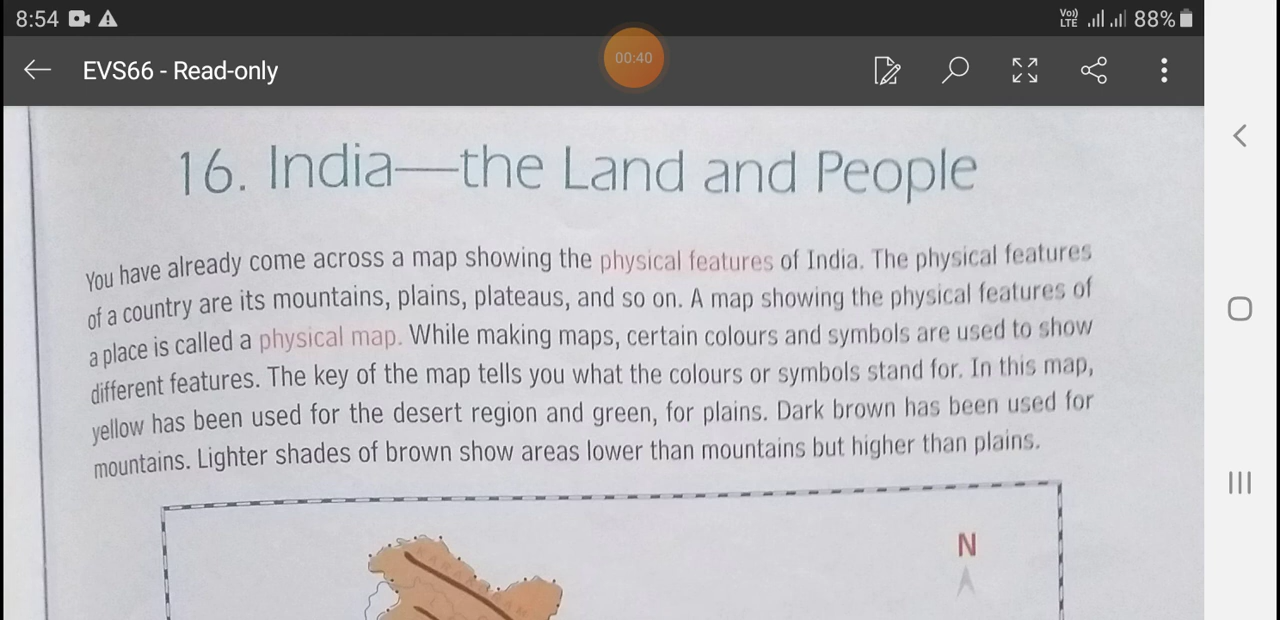 8:54 Vo)) LTE 88%
EVS66 - Read-only 00:40
16. India—the Land and People
You have already come across a map showing the physical features of India. The physical features
of a country are its mountains, plains, plateaus, and so on. A map showing the physical features of
a place is called a physical map. While making maps, certain colours and symbols are used to show
different features. The key of the map tells you what the colours or symbols stand for. In this map,
yellow has been used for the desert region and green, for plains. Dark brown has been used for
mountains. Lighter shades of brown show areas lower than mountains but higher than plains.
N